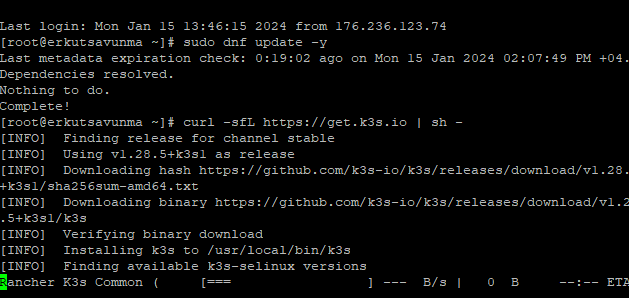 Last login: Mon Jan 15 13:46:15 2024 from 176.236.123.74
[root@erkutsavunma ~]# sudo dnf update -y
Last metadata expiration check: 0:19:02 ago on Mon 15 Jan 2024 02:07:49 PM +04.
Dependencies resolved.
Nothing to do.
Complete!
[root@erkutsavunma ~]# curl -sfL https://get.k3s.io | sh -
[INFO]  Finding release for channel stable
[INFO]  Using v1.28.5+k3s1 as release
[INFO]  Downloading hash https://github.com/k3s-io/k3s/releases/download/v1.28.
+k3s1/sha256sum-amd64.txt
[INFO]  Downloading binary https://github.com/k3s-io/k3s/releases/download/v1.2
.5+k3s1/k3s
[INFO]  Verifying binary download
[INFO]  Installing k3s to /usr/local/bin/k3s
[INFO]  Finding available k3s-selinux versions
Rancher K3s Common (     [===                  ] ---  B/s |   0  B     --:-- ETA